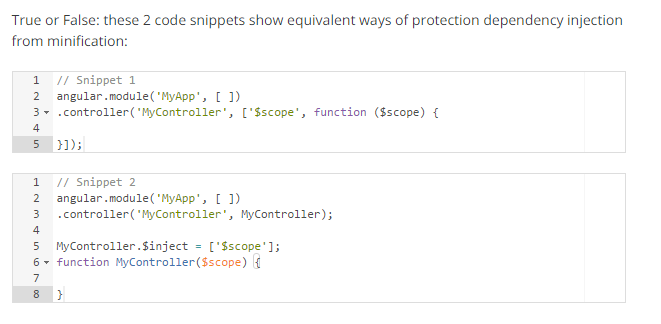 True or False: these 2 code snippets show equivalent ways of protection dependency injection
from minification:
1 // Snippet 1
2 angular.module('MyApp', [ ])
3 .controller('MyController', ['$scope', function ($scope) {
4
5 }]);
1 // Snippet 2
2 angular.module('MyApp', [ ])
3 .controller('MyController', MyController);
4
5 MyController.$inject = ['$scope'];
6 function MyController($scope) {
7
8 }